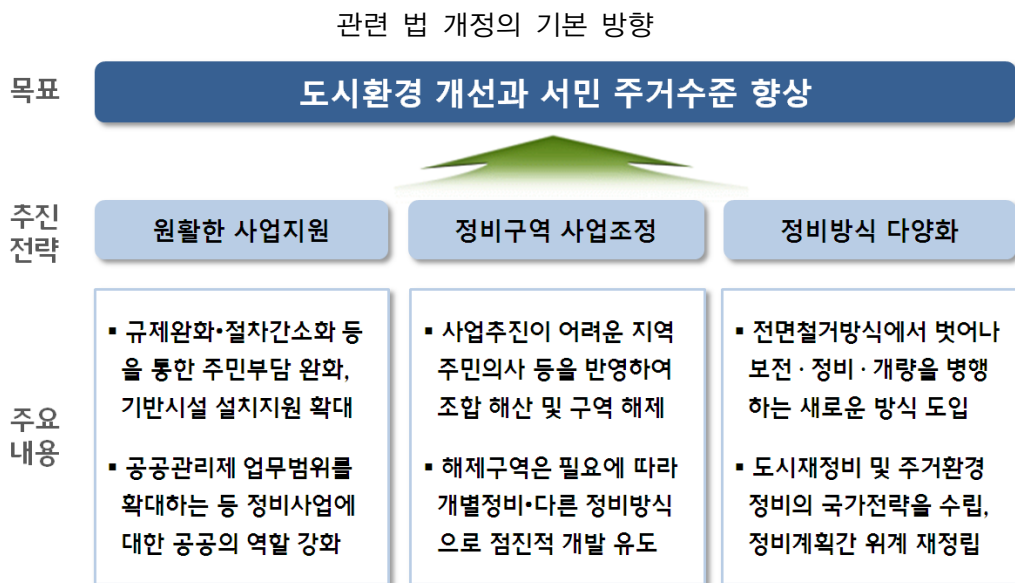 관련 법 개정의 기본 방향
목표
도시환경 개선과 서민 주거수준 향상
추진
전략
원활한 사업지원
정비구역 사업조정
정비방식 다양화
주요
내용
▪ 규제완화•절차간소화 등
을 통한 주민부담 완화,
기반시설 설치지원 확대
▪ 공공관리제 업무범위를
확대하는 등 정비사업에
대한 공공의 역할 강화
▪ 사업추진이 어려운 지역
주민의사 등을 반영하여
조합 해산 및 구역 해제
▪ 해제구역은 필요에 따라
개별정비•다른 정비방식
으로 점진적 개발 유도
▪ 전면철거방식에서 벗어나
보전 · 정비 · 개량을 병행
하는 새로운 방식 도입
▪ 도시재정비 및 주거환경
정비의 국가전략을 수립,
정비계획간 위계 재정립